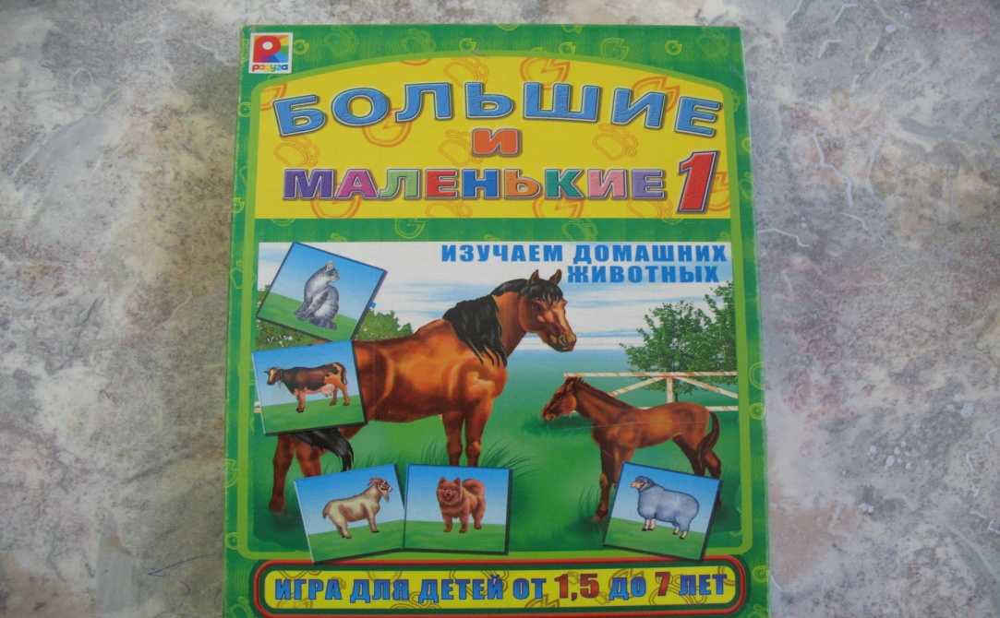 радуга
БОЛЬШИЕ
И
МАЛЕНЬКИЕ 1
ИЗУЧАЕМ ДОМАШНИХ
ЖИВОТНЫХ
ИГРА ДЛЯ ДЕТЕЙ ОТ 1,5 ДО 7 ЛЕТ